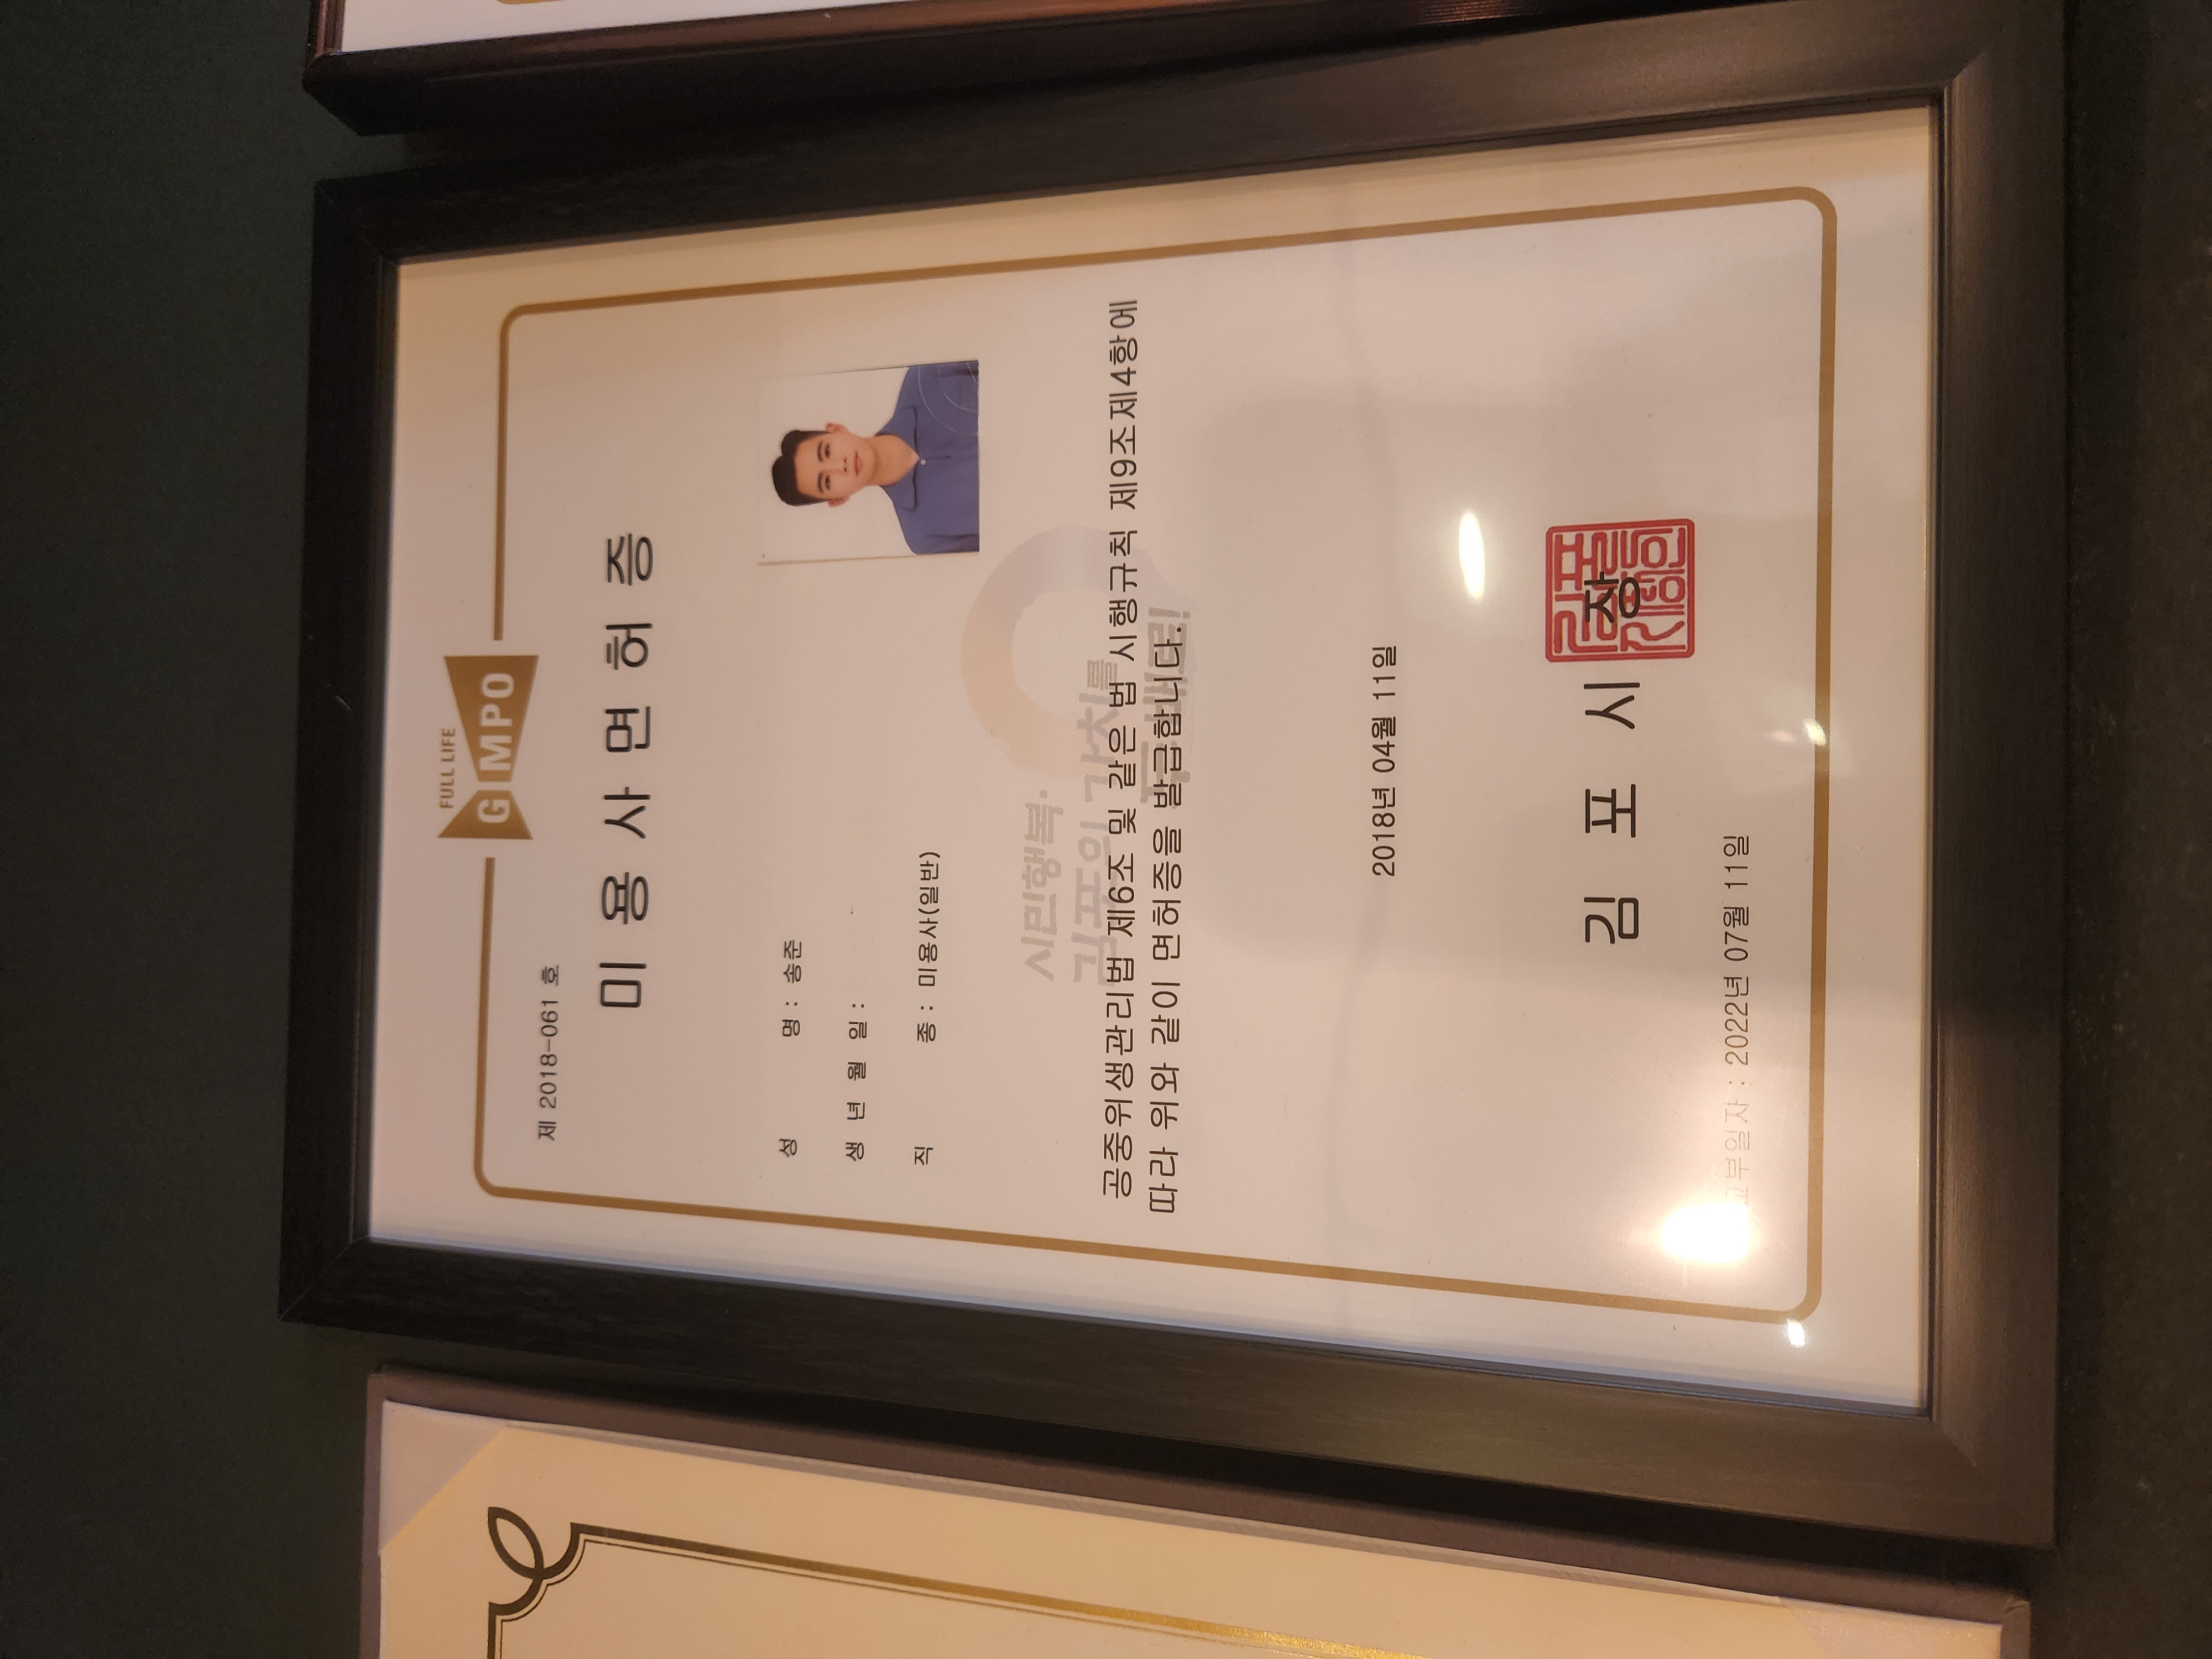 FULL LIFE
GIMPO
제 2018-061 호
미 용 사 면 허 증
성 명 : 송준
생 년 월 일 :
직 종 : 미용사(일반)
시민행복·
김포의 가치를
공중위생관리법 제6조 및 같은 법 시행규칙 제9조제4항에
따라 위와 같이 면허증을 발급합니다.
2018년 04월 11일
김 포 시 장
김포시장인
교부일자 : 2022년 07월 11일